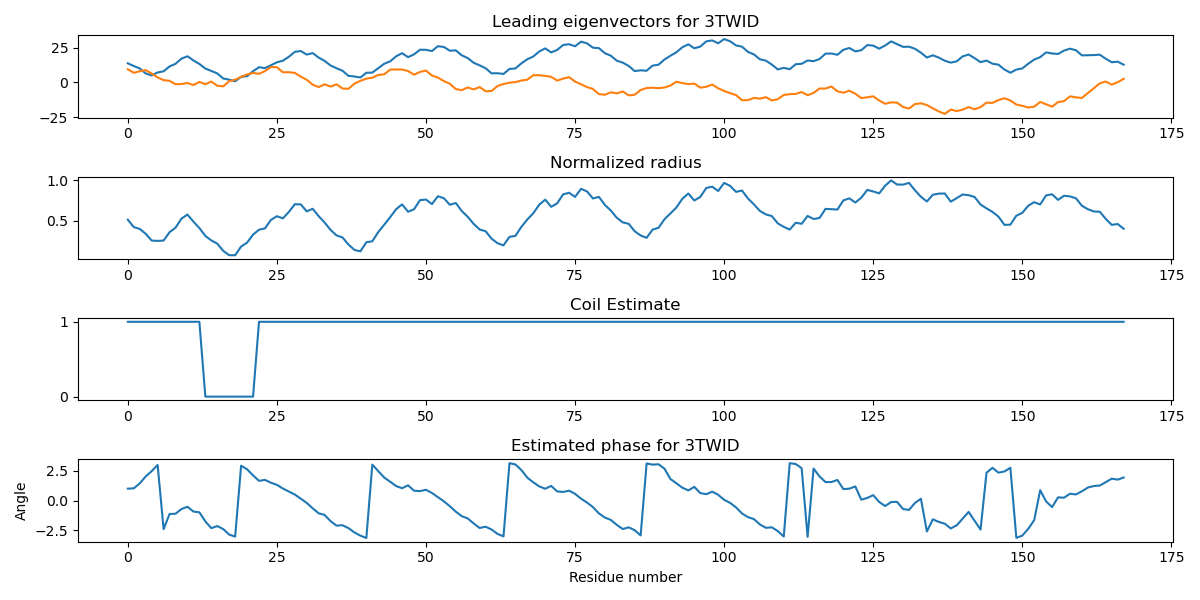 Leading eigenvectors for 3TWID
25
0
−25
0 25 50 75 100 125 150 175
Normalized radius
1.0
0.5
0 25 50 75 100 125 150 175
Coil Estimate
1
0
0 25 50 75 100 125 150 175
Estimated phase for 3TWID
Angle
2.5
0.0
−2.5
0 25 50 75 100 125 150 175
Residue number